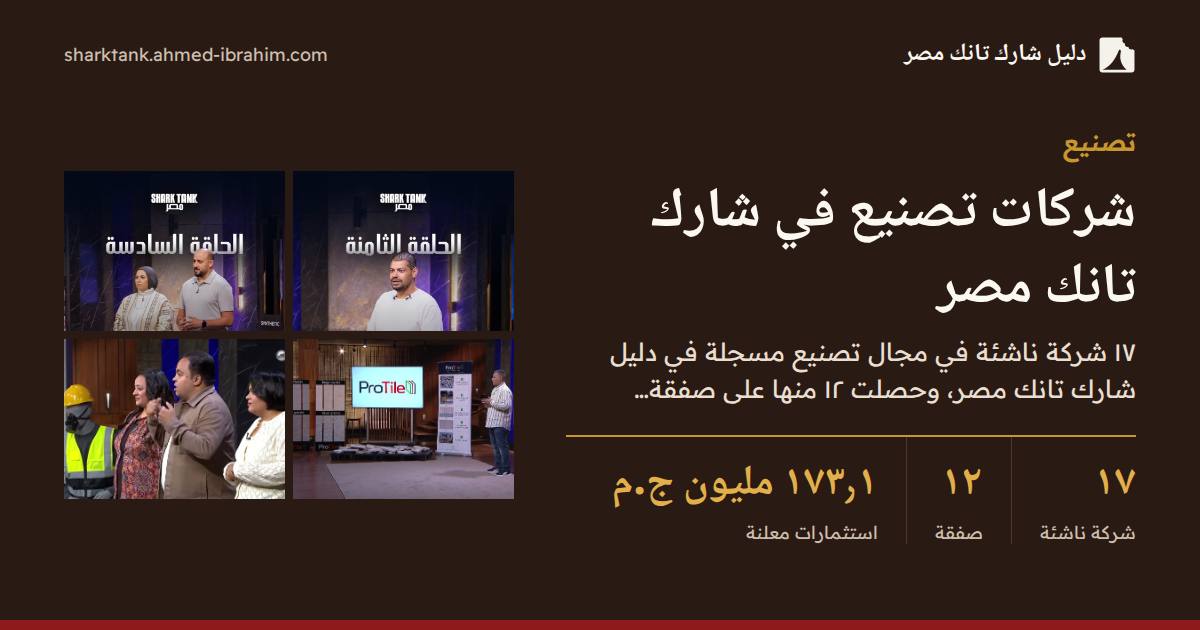 دليل شارك تانك مصر
sharktank.ahmed-ibrahim.com
تصنيع
شركات تصنيع في شارك
تانك مصر
١٧ شركة ناشئة في مجال تصنيع مسجلة في دليل
شارك تانك مصر، وحصلت ١٢ منها على صفقة...
١٧
شركة ناشئة
١٢
صفقة
١٧٣٫١ مليون ج.م
استثمارات معلنة
SHARK TANK
مصر
الحلقة الثامنة
SHARK TANK
مصر
الحلقة السادسة
ProTile